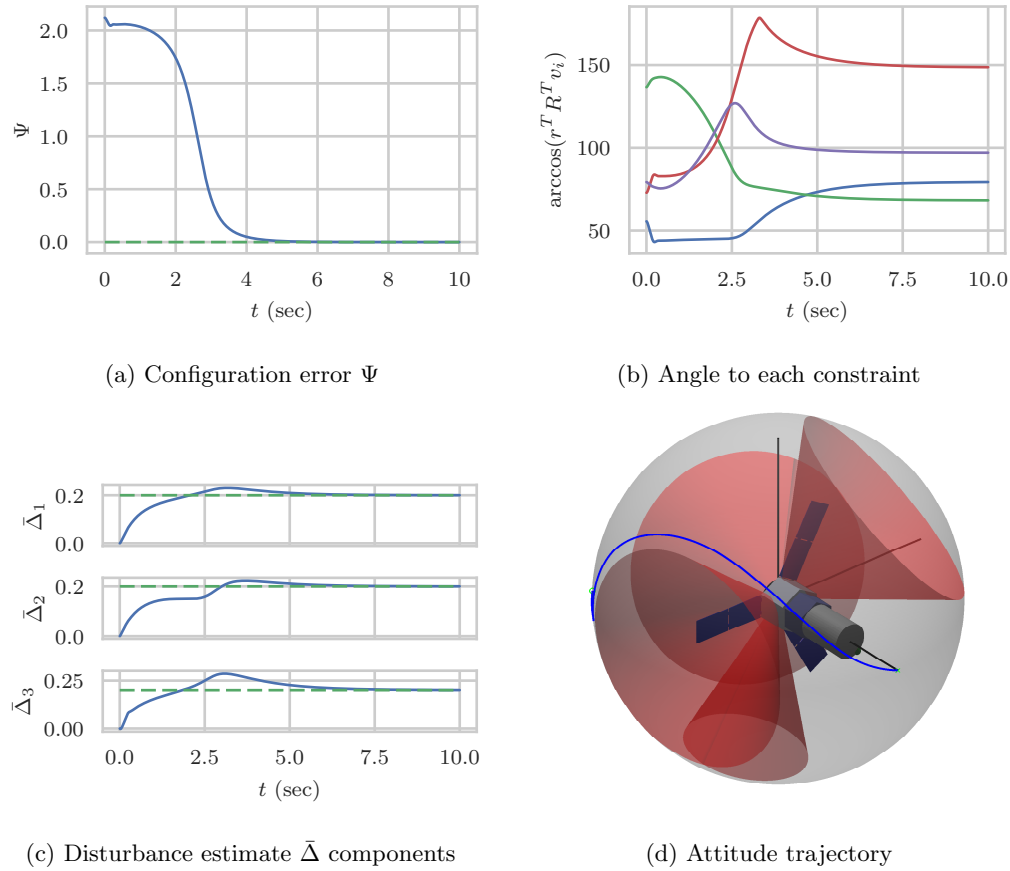 2.0
1.5
1.0
0.5
0.0
Ψ
0 2 4 6 8 10
t (sec)
(a) Configuration error Ψ
150
100
50
arccos(r^T R^T v_i)
0.0 2.5 5.0 7.5 10.0
t (sec)
(b) Angle to each constraint
0.2
0.0
Δ̄_1
0.2
0.0
Δ̄_2
0.25
0.00
Δ̄_3
0.0 2.5 5.0 7.5 10.0
t (sec)
(c) Disturbance estimate Δ̄ components
(d) Attitude trajectory